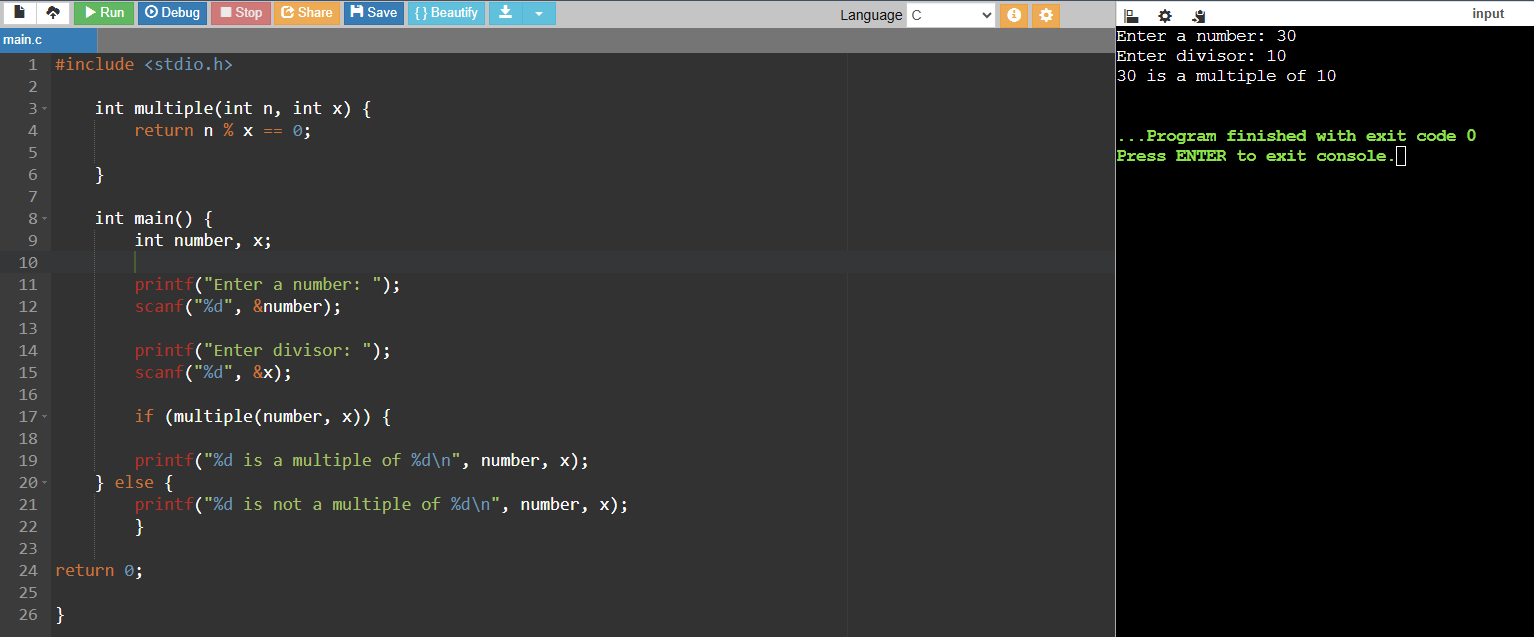 Run Debug Stop Share Save { } Beautify Language C
main.c
1 #include <stdio.h>
2
3 int multiple(int n, int x) {
4 return n % x == 0;
5
6 }
7
8 int main() {
9 int number, x;
10
11 printf("Enter a number: ");
12 scanf("%d", &number);
13
14 printf("Enter divisor: ");
15 scanf("%d", &x);
16
17 if (multiple(number, x)) {
18
19 printf("%d is a multiple of %d\n", number, x);
20 } else {
21 printf("%d is not a multiple of %d\n", number, x);
22 }
23
24 return 0;
25
26 }
input
Enter a number: 30
Enter divisor: 10
30 is a multiple of 10
...Program finished with exit code 0
Press ENTER to exit console.